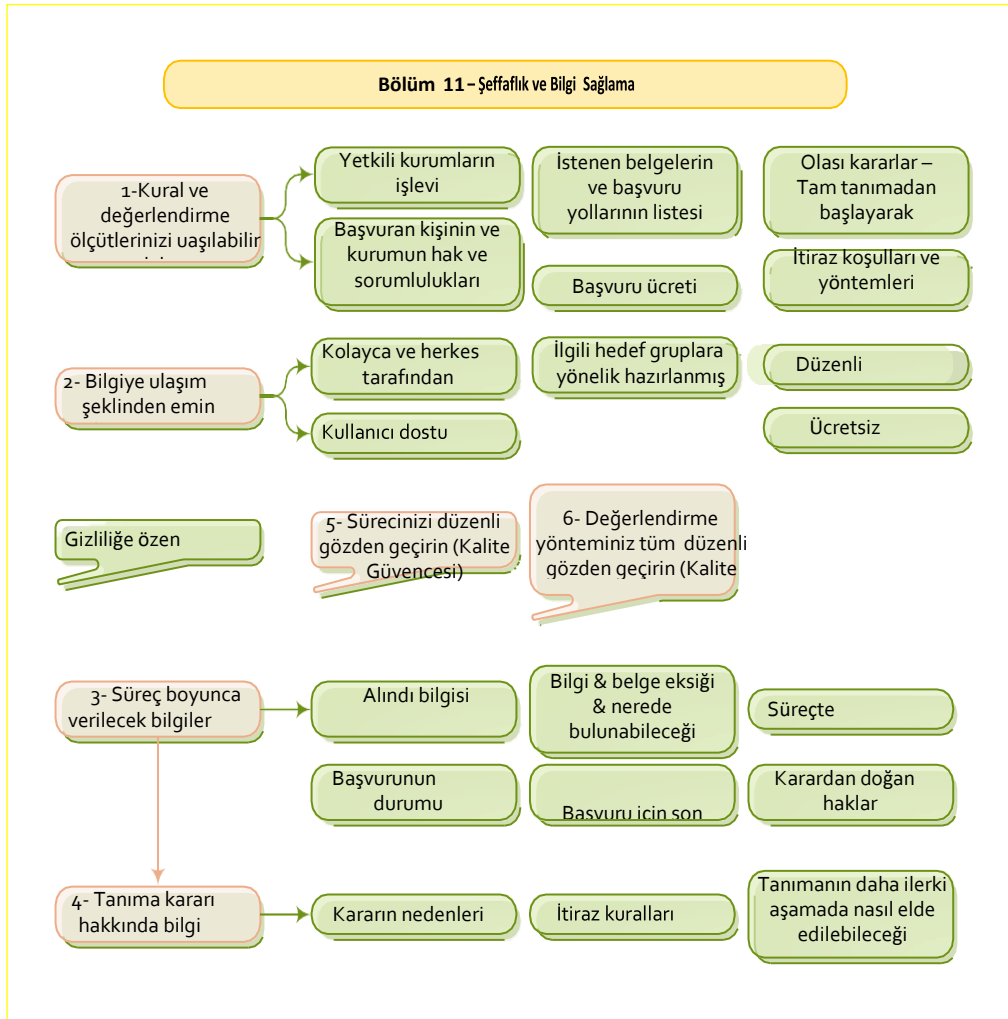 Bölüm 11 – Şeffaflık ve Bilgi Sağlama
1-Kural ve
değerlendirme
ölçütlerinizi uaşılabilir
Yetkili kurumların
işlevi
İstenen belgelerin
ve başvuru
yollarının listesi
Olası kararlar –
Tam tanımadan
başlayarak
Başvuran kişinin ve
kurumun hak ve
sorumlulukları
Başvuru ücreti
İtiraz koşulları ve
yöntemleri
2- Bilgiye ulaşım
şeklinden emin
Kolayca ve herkes
tarafından
İlgili hedef gruplara
yönelik hazırlanmış
Düzenli
Kullanıcı dostu
Ücretsiz
Gizliliğe özen
5- Sürecinizi düzenli
gözden geçirin (Kalite
Güvencesi)
6- Değerlendirme
yönteminiz tüm düzenli
gözden geçirin (Kalite
3- Süreç boyunca
verilecek bilgiler
Alındı bilgisi
Bilgi & belge eksiği
& nerede
bulunabileceği
Süreçte
Başvurunun
durumu
Başvuru için son
Karardan doğan
haklar
4- Tanıma kararı
hakkında bilgi
Kararın nedenleri
İtiraz kuralları
Tanımanın daha ilerki
aşamada nasıl elde
edilebileceği